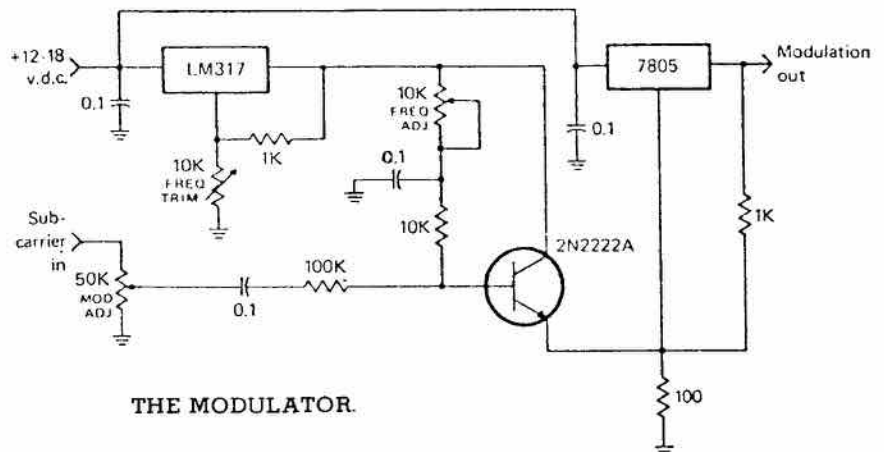 +12-18
v.d.c.
LM317
7805
Modulation
out
0.1
10K
FREQ
ADJ
0.1
1K
10K
FREQ
TRIM
0.1
1K
Sub-
carrier
in
10K
2N2222A
50K
MOD
ADJ
100K
0.1
100
THE MODULATOR.